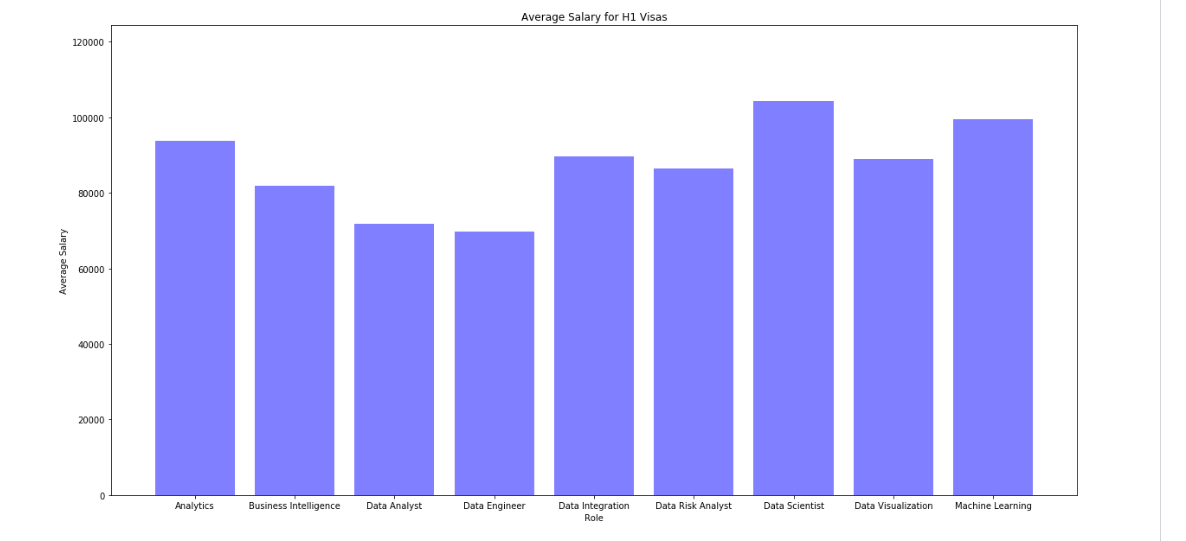 Average Salary for H1 Visas
120000
100000
80000
60000
40000
20000
0
Average Salary
Analytics Business Intelligence Data Analyst Data Engineer Data Integration Data Risk Analyst Data Scientist Data Visualization Machine Learning
Role